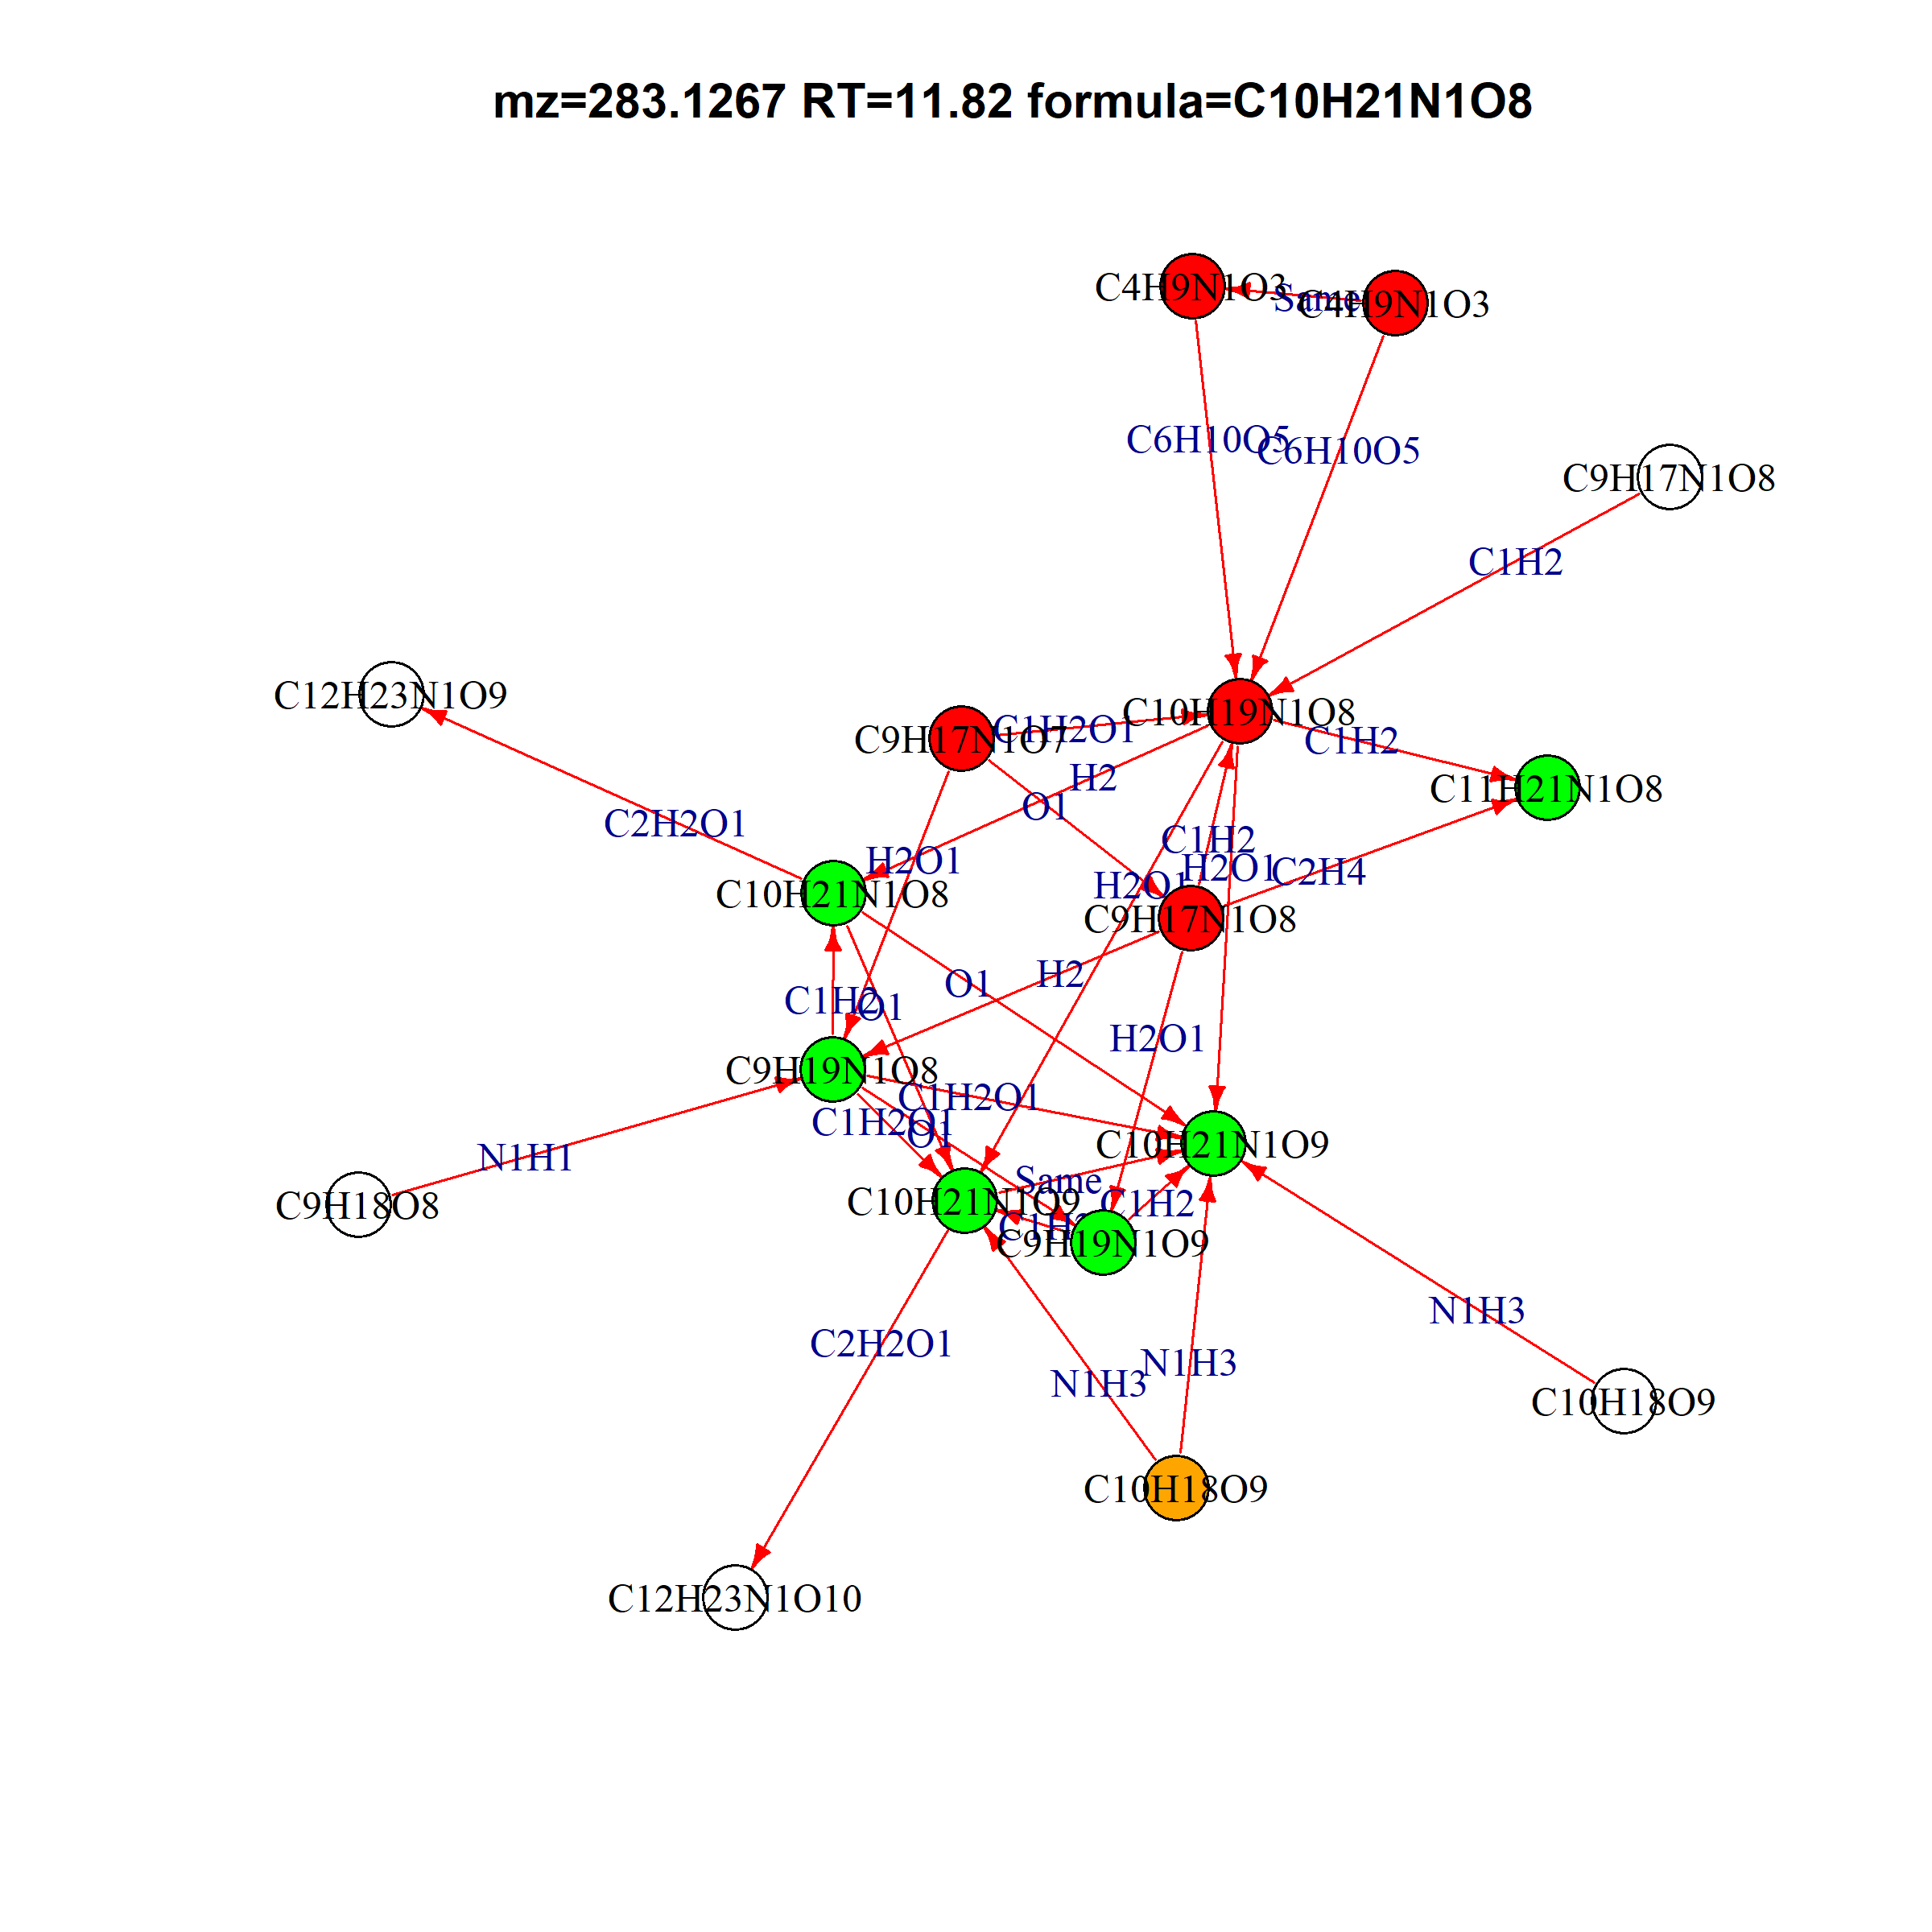 mz=283.1267 RT=11.82 formula=C10H21N1O8
C4H9N1O3
Same
C4H9N1O3
C6H10O5
C6H10O5
C9H17N1O8
C1H2
C12H23N1O9
C10H19N1O8
C9H17N1O7
C1H2O1
C1H2
H2
C11H21N1O8
O1
C2H2O1
C1H2
H2O1
H2O1
C2H4
H2O1
C10H21N1O8
C9H17N1O8
H2
O1
C1H2
O1
H2O1
C9H19N1O8
C1H2O1
C1H2O1
O1
C10H21N1O9
N1H1
Same
C10H21N1O9
C1H2
C9H18O8
C1H2
C9H19N1O9
N1H3
C2H2O1
N1H3
N1H3
C10H18O9
C10H18O9
C12H23N1O10